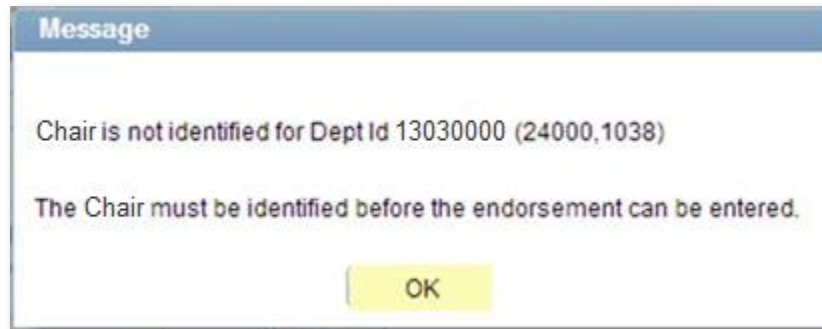 Message
Chair is not identified for Dept Id 13030000 (24000,1038)
The Chair must be identified before the endorsement can be entered.
OK